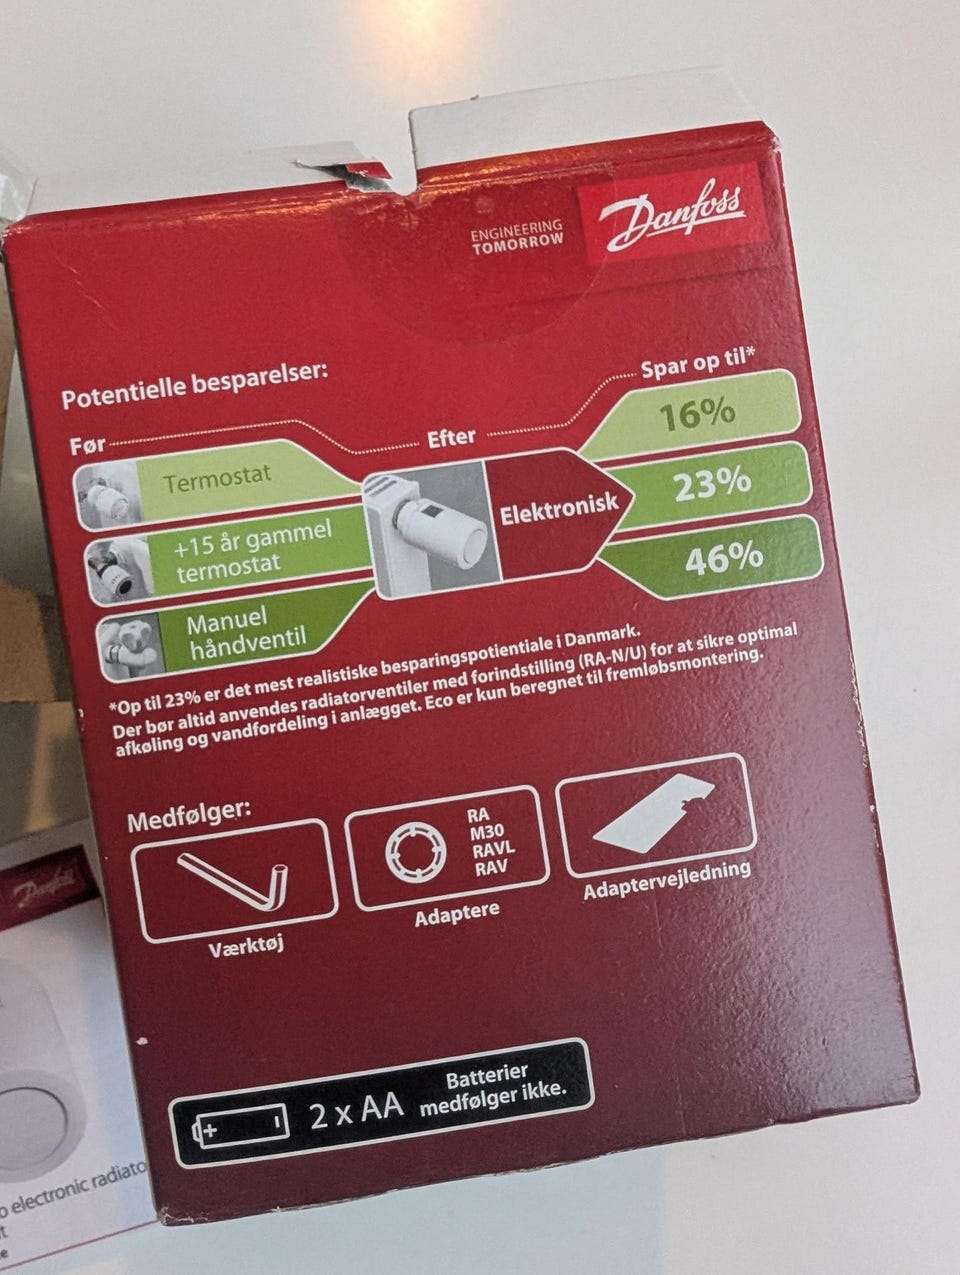 ENGINEERING
TOMORROW
Danfoss
Potentielle besparelser:
Spar op til*
Før
Efter
Termostat
+15 år gammel
termostat
Manuel
håndventil
Elektronisk
16%
23%
46%
*Op til 23% er det mest realistiske besparingspotientiale i Danmark.
Der bør altid anvendes radiatorventiler med forindstilling (RA-N/U) for at sikre optimal
afkøling og vandfordeling i anlægget. Eco er kun beregnet til fremløbsmontering.
Medfølger:
Værktøj
RA
M30
RAVL
RAV
Adaptere
Adaptervejledning
+
2 x AA
Batterier
medfølger ikke.
Danfoss
electronic